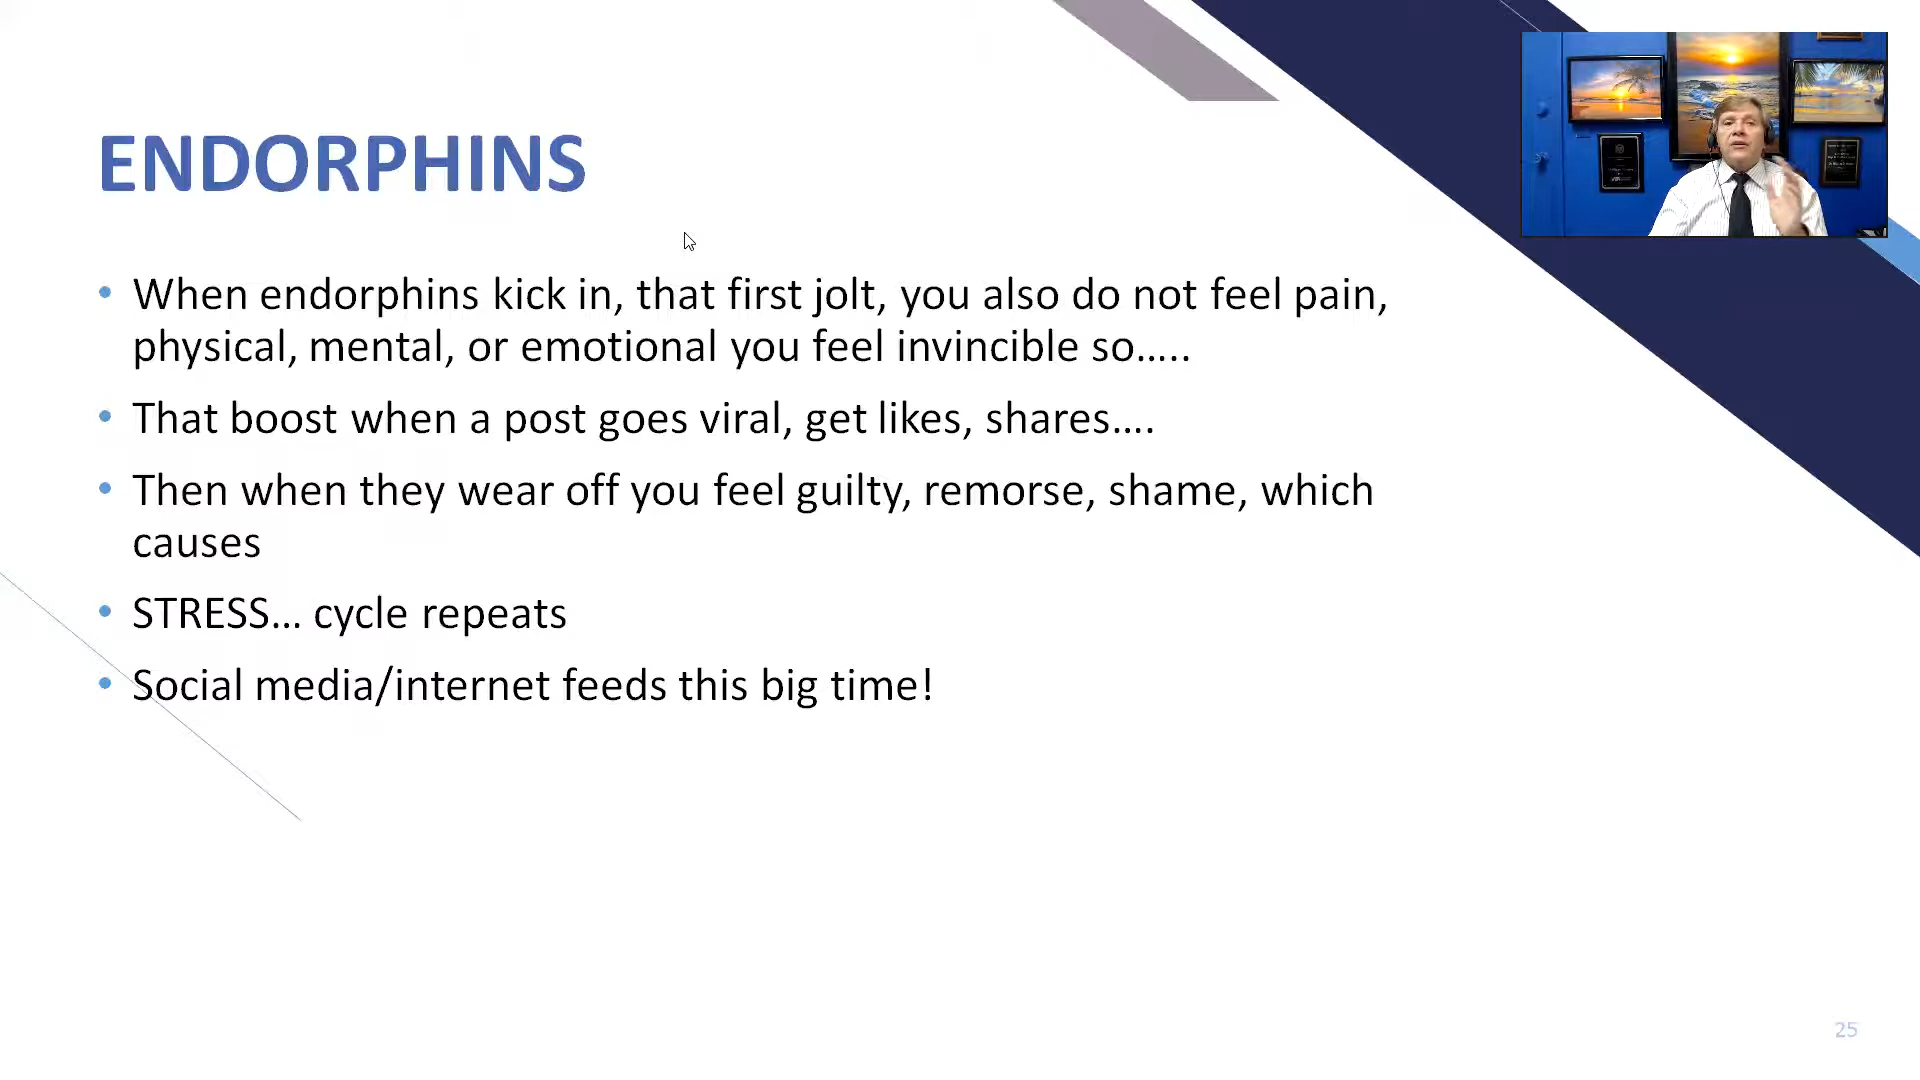 ENDORPHINS
• When endorphins kick in, that first jolt, you also do not feel pain,
physical, mental, or emotional you feel invincible so…..
• That boost when a post goes viral, get likes, shares….
• Then when they wear off you feel guilty, remorse, shame, which
causes
• STRESS… cycle repeats
• Social media/internet feeds this big time!
25